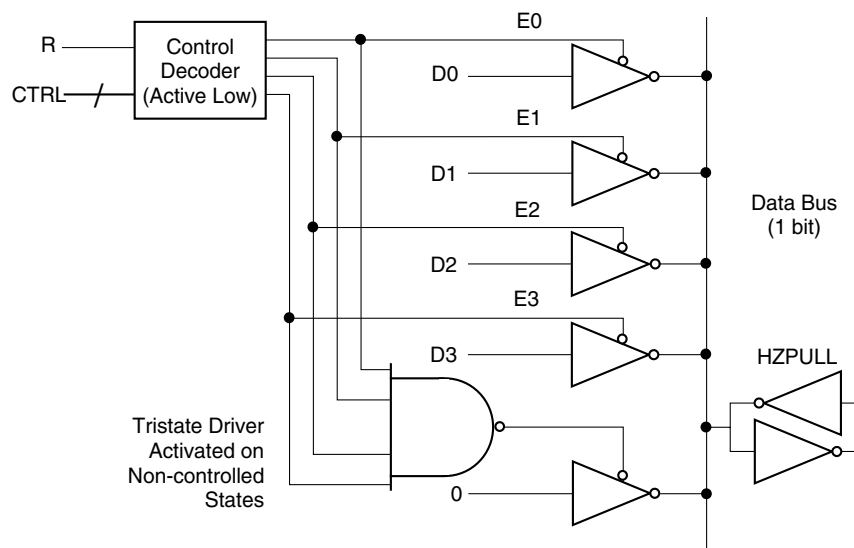 E0
R
Control
Decoder
(Active Low)
CTRL
D0
E1
D1
Data Bus
(1 bit)
E2
D2
E3
D3
HZPULL
Tristate Driver
Activated on
Non-controlled
States
0